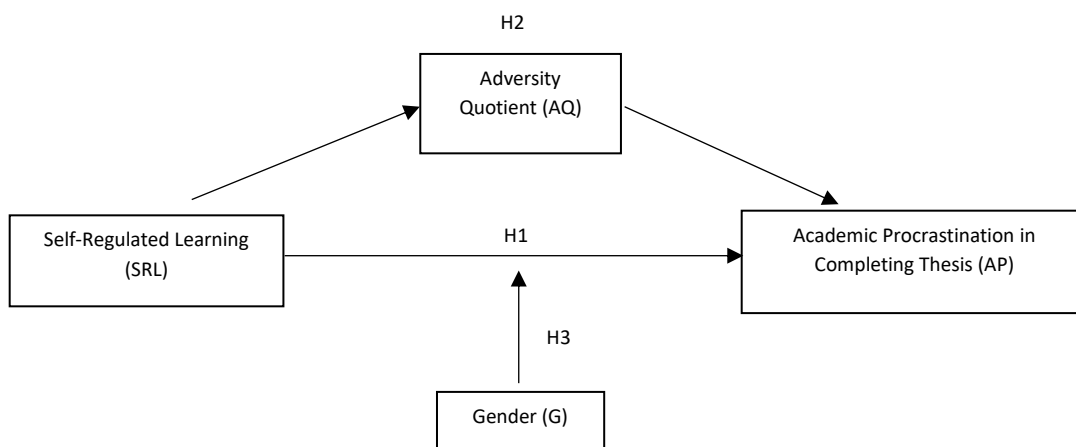 H2
Adversity
Quotient (AQ)
Self-Regulated Learning
(SRL)
H1
Academic Procrastination in
Completing Thesis (AP)
H3
Gender (G)